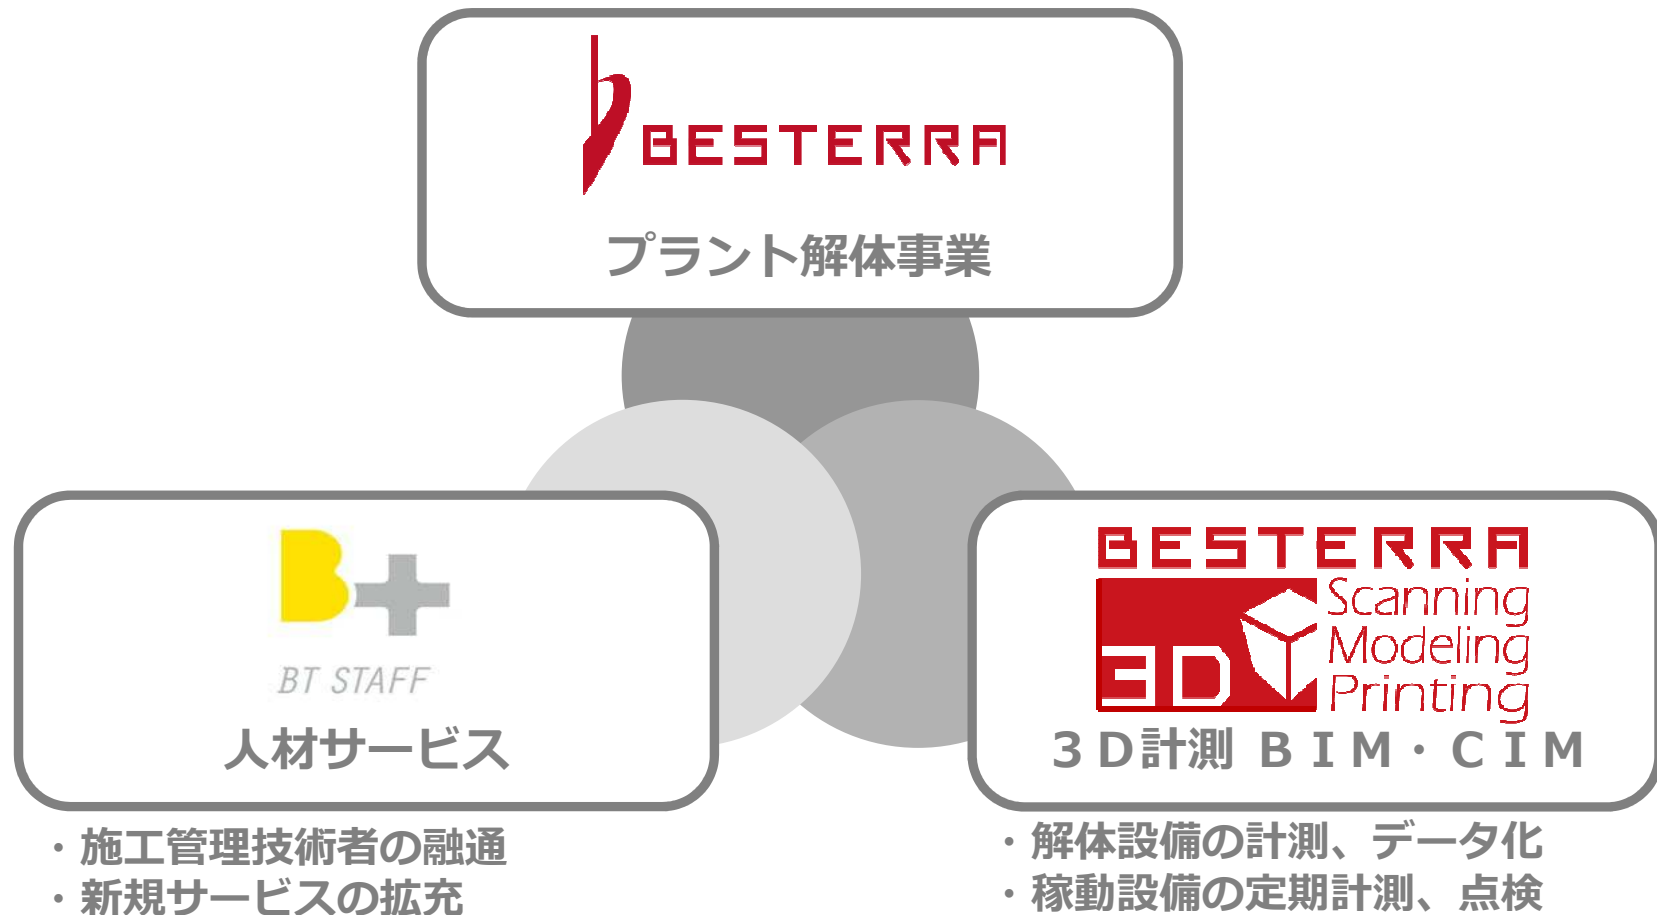 BESTERRA
プラント解体事業
B+
BT STAFF
人材サービス
・施工管理技術者の融通
・新規サービスの拡充
BESTERRA
3D
Scanning
Modeling
Printing
３Ｄ計測 ＢＩＭ・ＣＩＭ
・解体設備の計測、データ化
・稼動設備の定期計測、点検